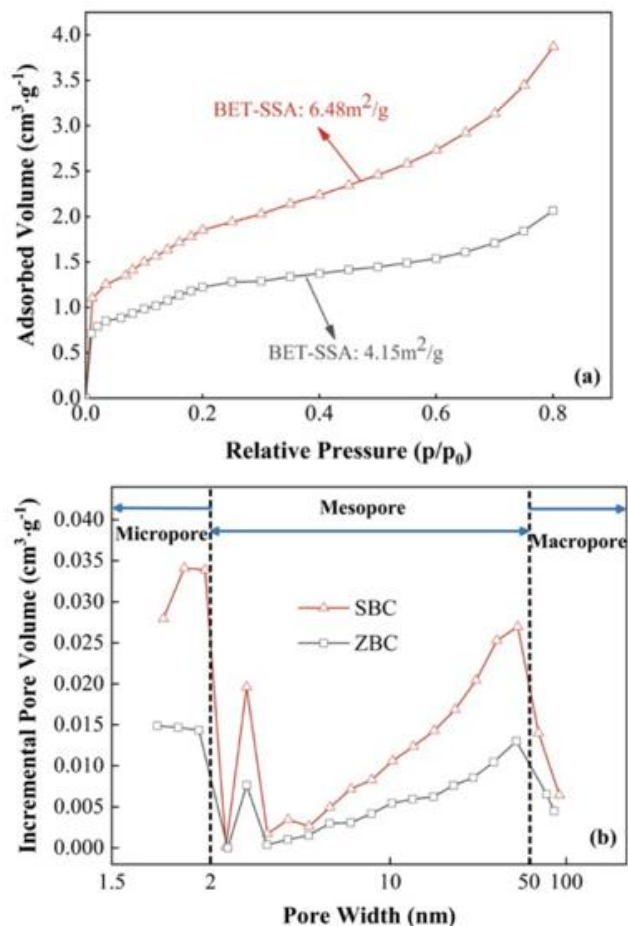 4.0
3.5
3.0
2.5
2.0
1.5
1.0
0.5
0.0
Adsorbed Volume (cm³·g⁻¹)
BET-SSA: 6.48m²/g
BET-SSA: 4.15m²/g
(a)
0.0 0.2 0.4 0.6 0.8
Relative Pressure (p/p₀)
0.040
0.035
0.030
0.025
0.020
0.015
0.010
0.005
0.000
Incremental Pore Volume (cm³·g⁻¹)
Mesopore
Micropore
Macropore
SBC
ZBC
(b)
1.5 2 10 50 100
Pore Width (nm)